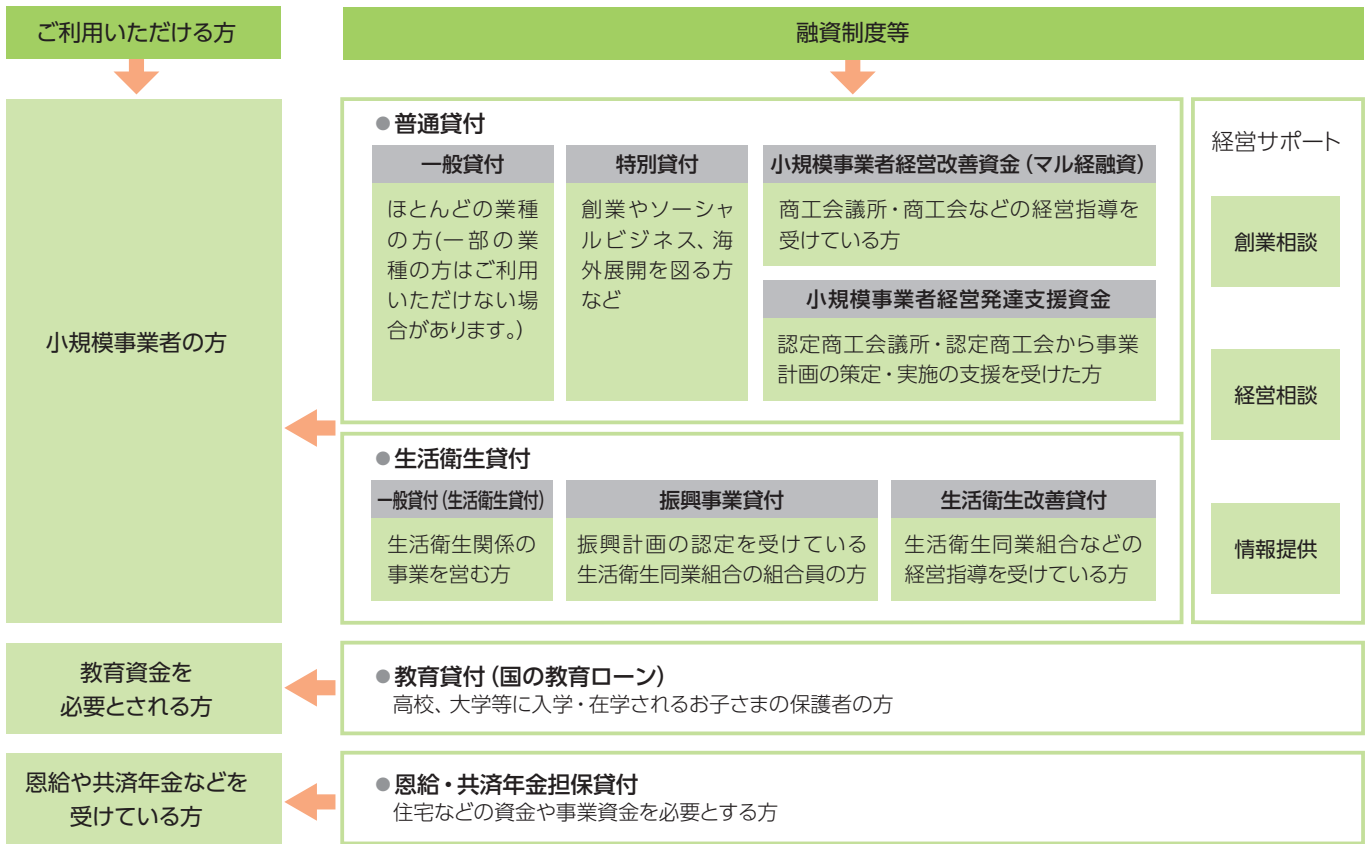 ご利用いただける方
融資制度等
小規模事業者の方
●普通貸付
一般貸付
ほとんどの業種
の方(一部の業
種の方はご利用
いただけない場
合があります。)
特別貸付
創業やソーシャ
ルビジネス、海
外展開を図る方
など
小規模事業者経営改善資金(マル経融資)
商工会議所・商工会などの経営指導を
受けている方
小規模事業者経営発達支援資金
認定商工会議所・認定商工会から事業
計画の策定・実施の支援を受けた方
●生活衛生貸付
一般貸付(生活衛生貸付)
生活衛生関係の
事業を営む方
振興事業貸付
振興計画の認定を受けている
生活衛生同業組合の組合員の方
生活衛生改善貸付
生活衛生同業組合などの
経営指導を受けている方
経営サポート
創業相談
経営相談
情報提供
教育資金を
必要とされる方
●教育貸付(国の教育ローン)
高校、大学等に入学・在学されるお子さまの保護者の方
恩給や共済年金などを
受けている方
●恩給・共済年金担保貸付
住宅などの資金や事業資金を必要とする方